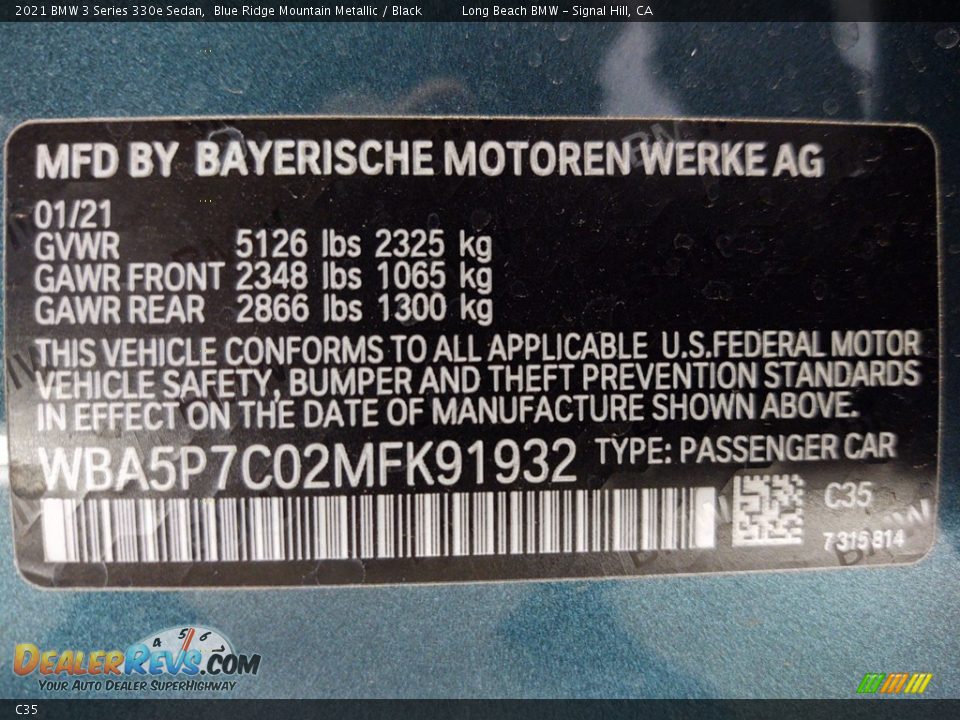 2021 BMW 3 Series 330e Sedan, Blue Ridge Mountain Metallic / Black Long Beach BMW - Signal Hill, CA
MFD BY BAYERISCHE MOTOREN WERKE AG
01/21
GVWR 5126 lbs 2325 kg
GAWR FRONT 2348 lbs 1065 kg
GAWR REAR 2866 lbs 1300 kg
THIS VEHICLE CONFORMS TO ALL APPLICABLE U.S.FEDERAL MOTOR
VEHICLE SAFETY, BUMPER AND THEFT PREVENTION STANDARDS
IN EFFECT ON THE DATE OF MANUFACTURE SHOWN ABOVE.
WBA5P7C02MFK91932 TYPE: PASSENGER CAR
C35
7 315 814
4 5 6
DEALERREVS.COM
YOUR AUTO DEALER SUPERHIGHWAY
C35